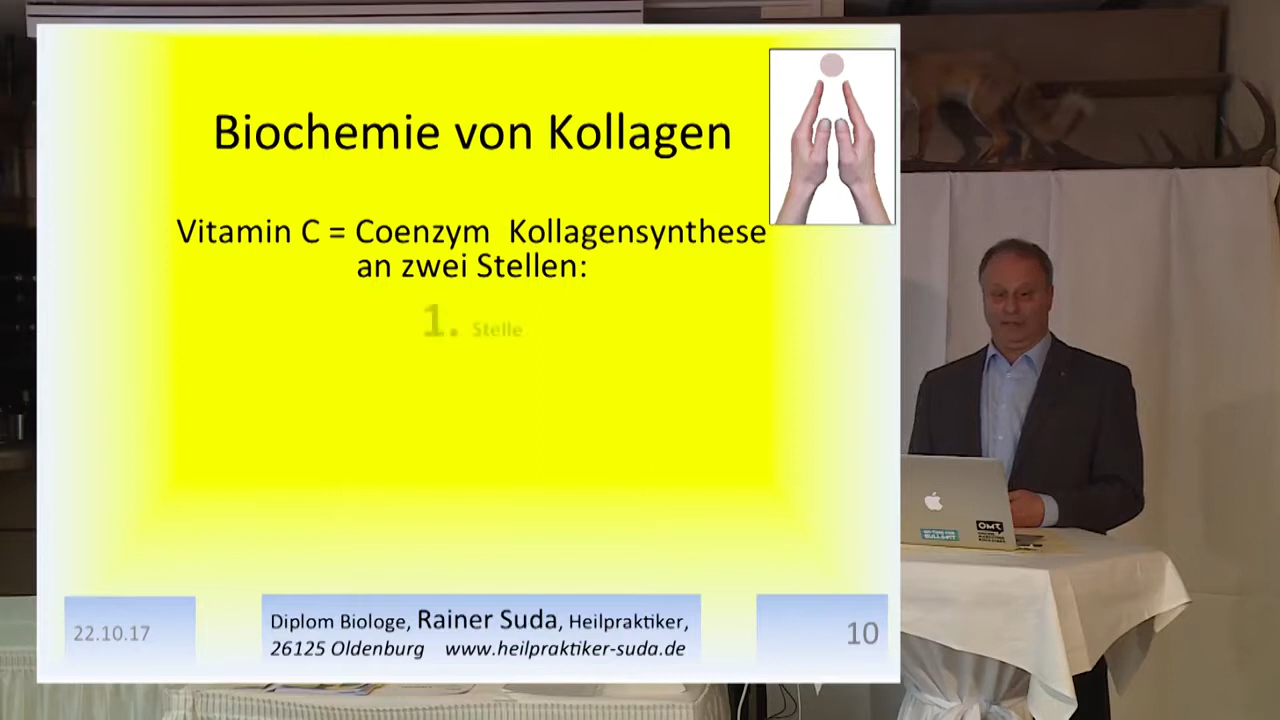 Biochemie von Kollagen
Vitamin C = Coenzym Kollagensynthese
an zwei Stellen:
1. Stelle
22.10.17
Diplom Biologe, Rainer Suda, Heilpraktiker,
26125 Oldenburg www.heilpraktiker-suda.de
10
OMR